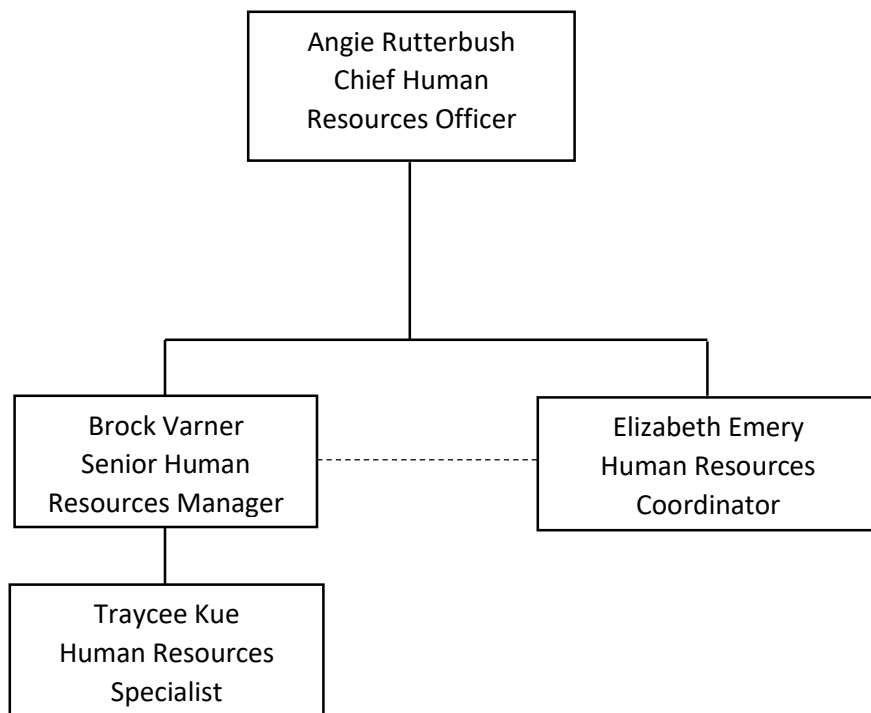 Angie Rutterbush
Chief Human
Resources Officer
Brock Varner
Senior Human
Resources Manager
Elizabeth Emery
Human Resources
Coordinator
Traycee Kue
Human Resources
Specialist